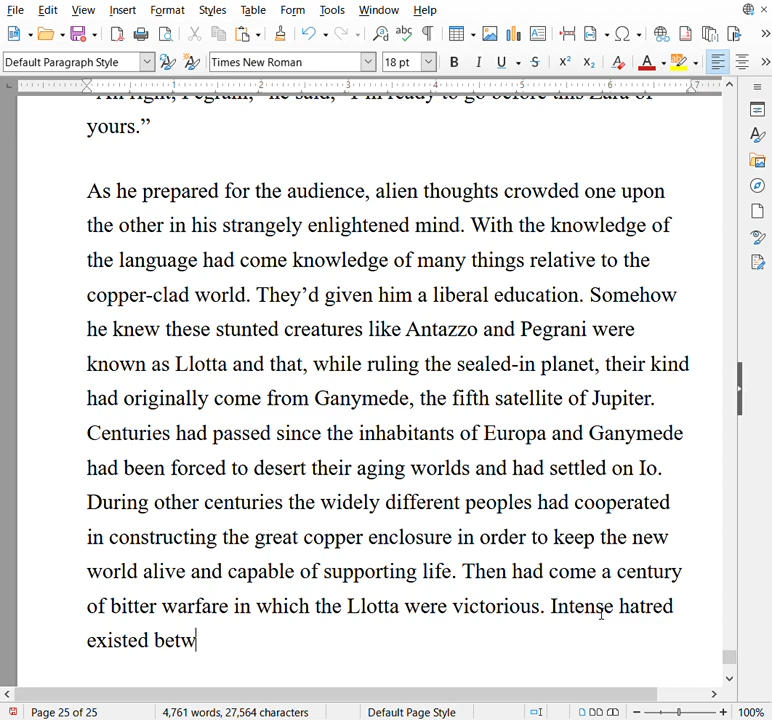 File Edit View Insert Format Styles Table Form Tools Window Help
Default Paragraph Style Times New Roman 18 pt B I U S X² X₂ A
1 2 3 4 5 6 7
yours.”
As he prepared for the audience, alien thoughts crowded one upon
the other in his strangely enlightened mind. With the knowledge of
the language had come knowledge of many things relative to the
copper-clad world. They’d given him a liberal education. Somehow
he knew these stunted creatures like Antazzo and Pegrani were
known as Llotta and that, while ruling the sealed-in planet, their kind
had originally come from Ganymede, the fifth satellite of Jupiter.
Centuries had passed since the inhabitants of Europa and Ganymede
had been forced to desert their aging worlds and had settled on Io.
During other centuries the widely different peoples had cooperated
in constructing the great copper enclosure in order to keep the new
world alive and capable of supporting life. Then had come a century
of bitter warfare in which the Llotta were victorious. Intense hatred
existed betw
Page 25 of 25 4,761 words, 27,564 characters Default Page Style 100%